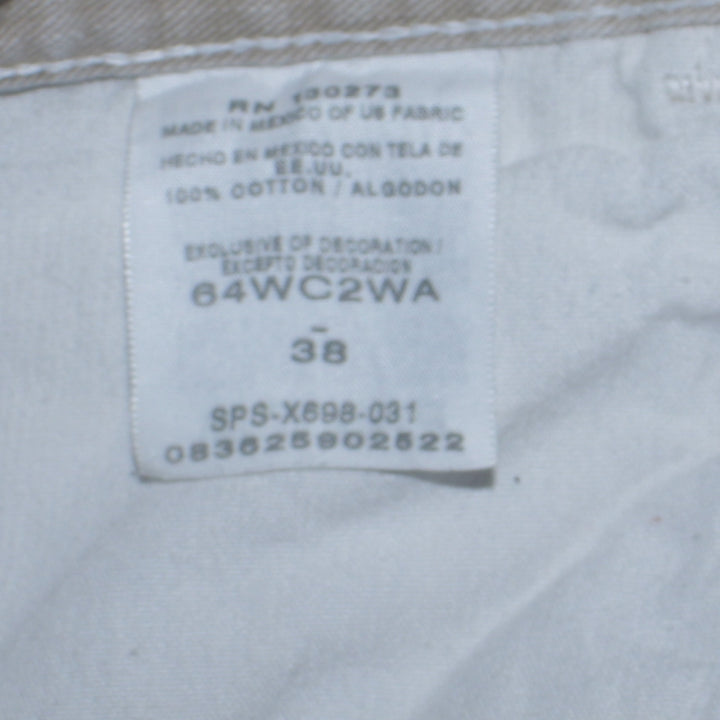 RN 130273
MADE IN MEXICO OF US FABRIC
HECHO EN MEXICO CON TELA DE
EE.UU.
100% COTTON / ALGODON
EXCLUSIVE OF DECORATION /
EXCEPTO DECORACION
64WC2WA
-
38
SPS-X698-031
083625902522